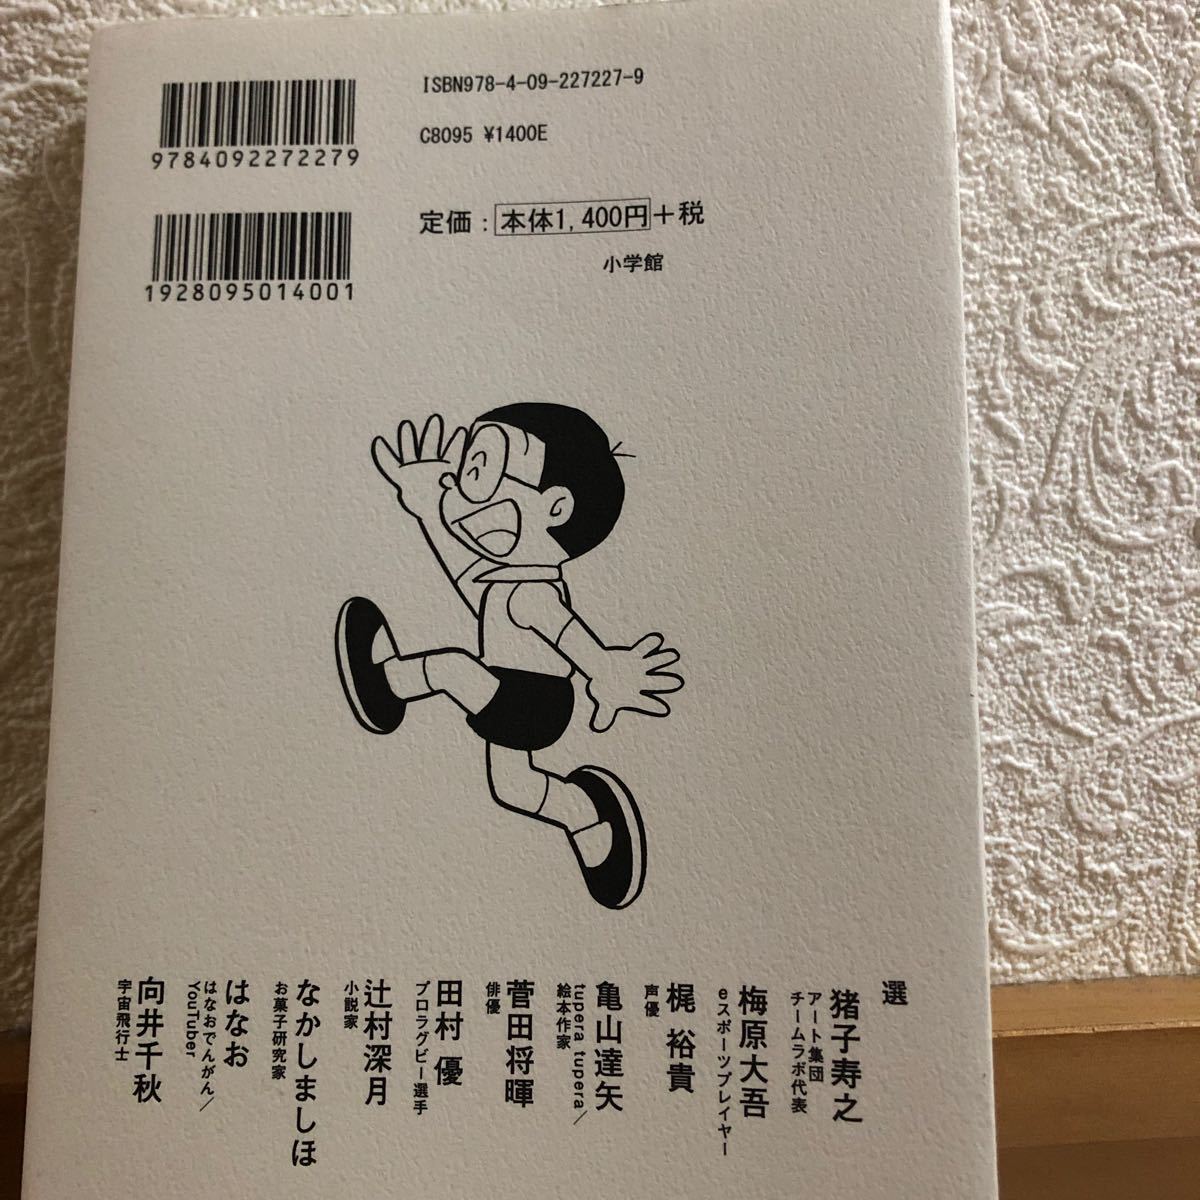 ISBN978-4-09-227227-9
9784092272279
C8095 ¥1400E
定価：本体1,400円＋税
小学館
1928095014001
選
猪子寿之
アート集団
チームラボ代表
梅原大吾
eスポーツプレイヤー
梶 裕貴
声優
亀山達矢
tupera tupera／
絵本作家
菅田将暉
俳優
田村 優
プロラグビー選手
辻村深月
小説家
なかしましほ
お菓子研究家
はなお
はなおでんがん／
YouTuber
向井千秋
宇宙飛行士